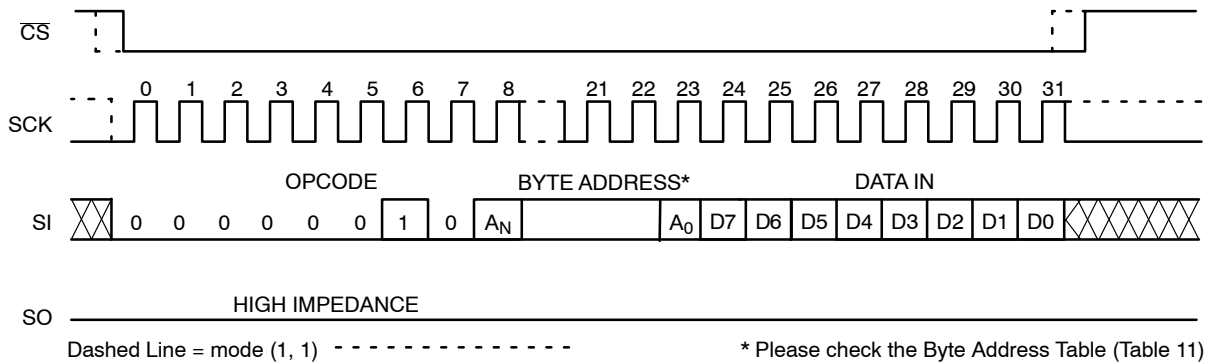 CS
0 1 2 3 4 5 6 7 8 21 22 23 24 25 26 27 28 29 30 31
SCK
OPCODE BYTE ADDRESS* DATA IN
SI 0 0 0 0 0 0 1 0 AN A0 D7 D6 D5 D4 D3 D2 D1 D0
HIGH IMPEDANCE
SO
Dashed Line = mode (1, 1) * Please check the Byte Address Table (Table 11)